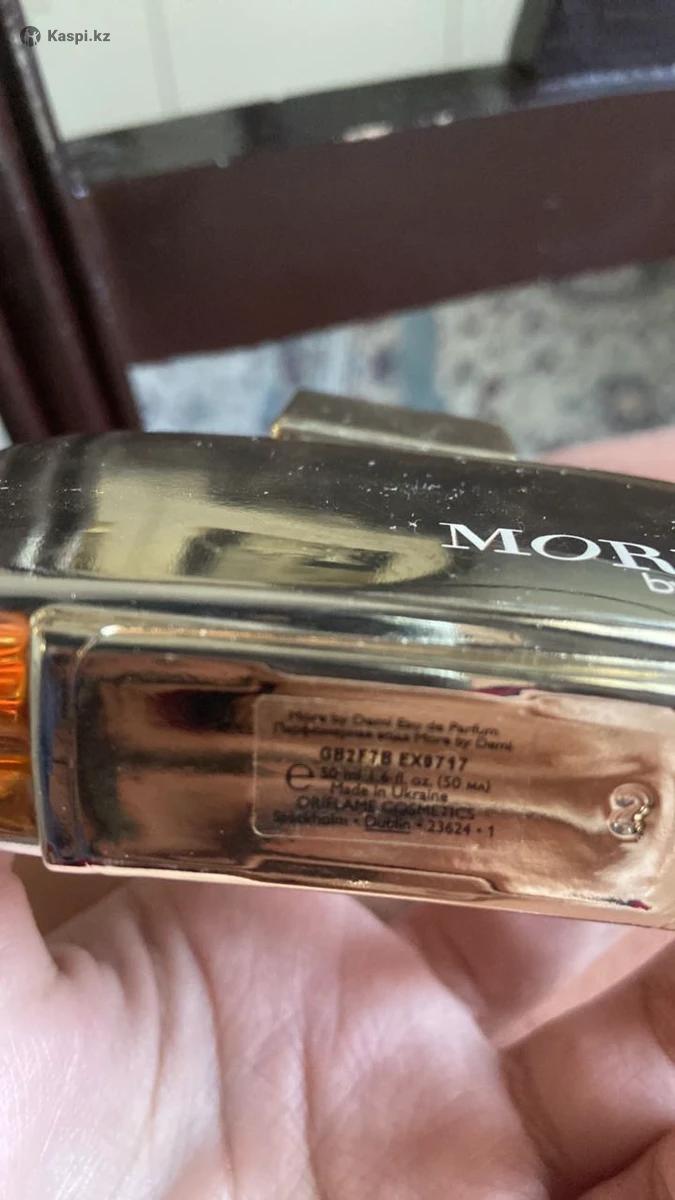 Kaspi.kz
MOR
b
More by Demi Eau de Parfum
Парфюмерная вода More by Demi
GB2F7B EX0717
e 50 ml 1.6 fl. oz. (50 мл)
Made in Ukraine
ORIFLAME COSMETICS
Stockholm • Dublin • 23624 • 1